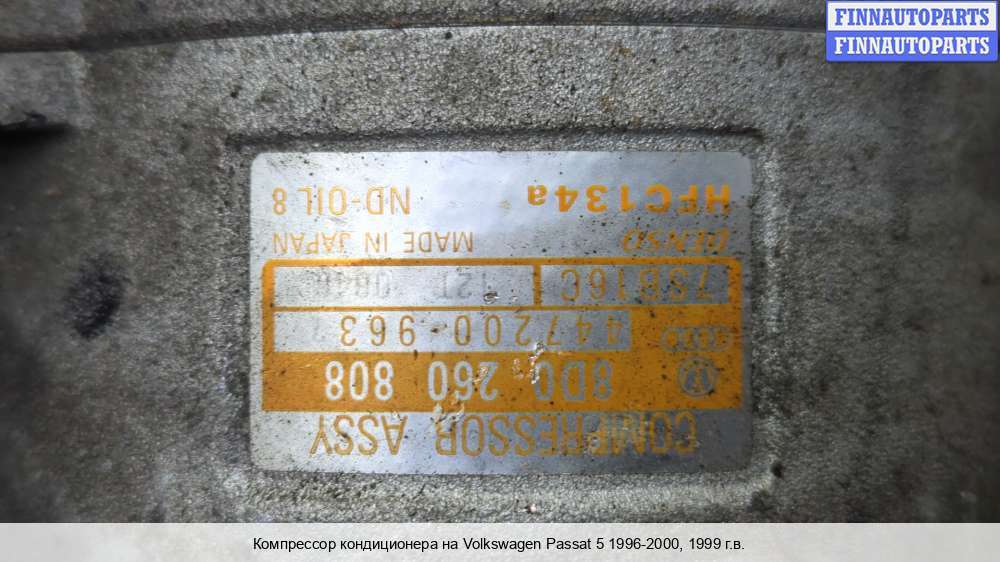 FINNAUTOPARTS
FINNAUTOPARTS
COMPRESSOR ASSY
8D0 260 808
447200-963
7SB16C
DENSO MADE IN JAPAN
HFC134a ND-OIL 8
Компрессор кондиционера на Volkswagen Passat 5 1996-2000, 1999 г.в.